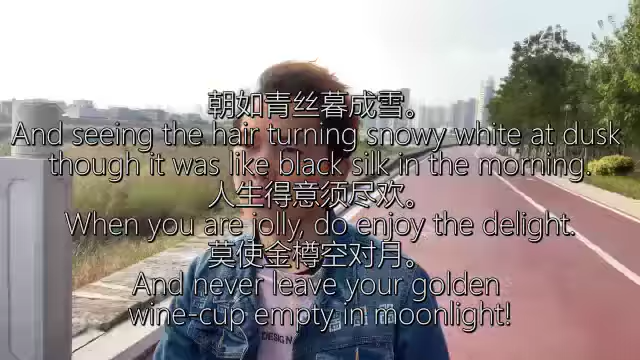 朝如青丝暮成雪。
And seeing the hair turning snowy white at dusk
though it was like black silk in the morning.
人生得意须尽欢。
When you are jolly, do enjoy the delight.
莫使金樽空对月。
And never leave your golden
wine-cup empty in moonlight!
DESIGN